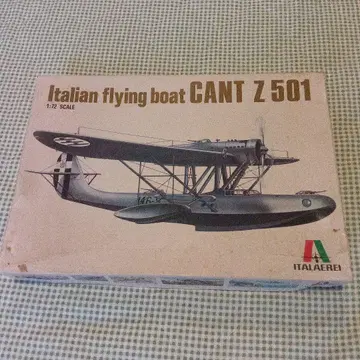 Italian flying boat CANT Z 501
1:72 SCALE
ITALAEREI